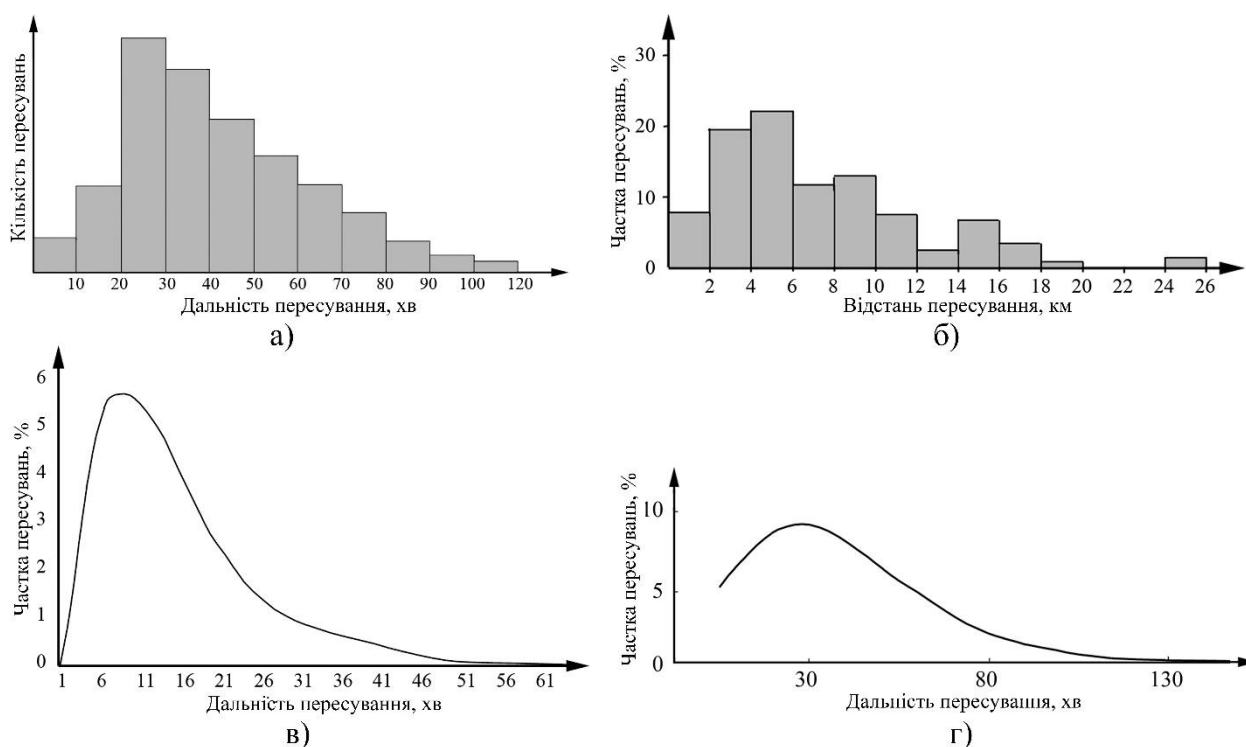 Кількість пересувань
10 20 30 40 50 60 70 80 90 100 120
Дальність пересування, хв
а)
Частка пересувань, %
30
20
10
0
2 4 6 8 10 12 14 16 18 20 22 24 26
Відстань пересування, км
б)
Частка пересувань, %
6
5
4
3
2
1
0
1 6 11 16 21 26 31 36 41 46 51 56 61
Дальність пересування, хв
в)
Частка пересувань, %
10
5
0
30 80 130
Дальність пересування, хв
г)